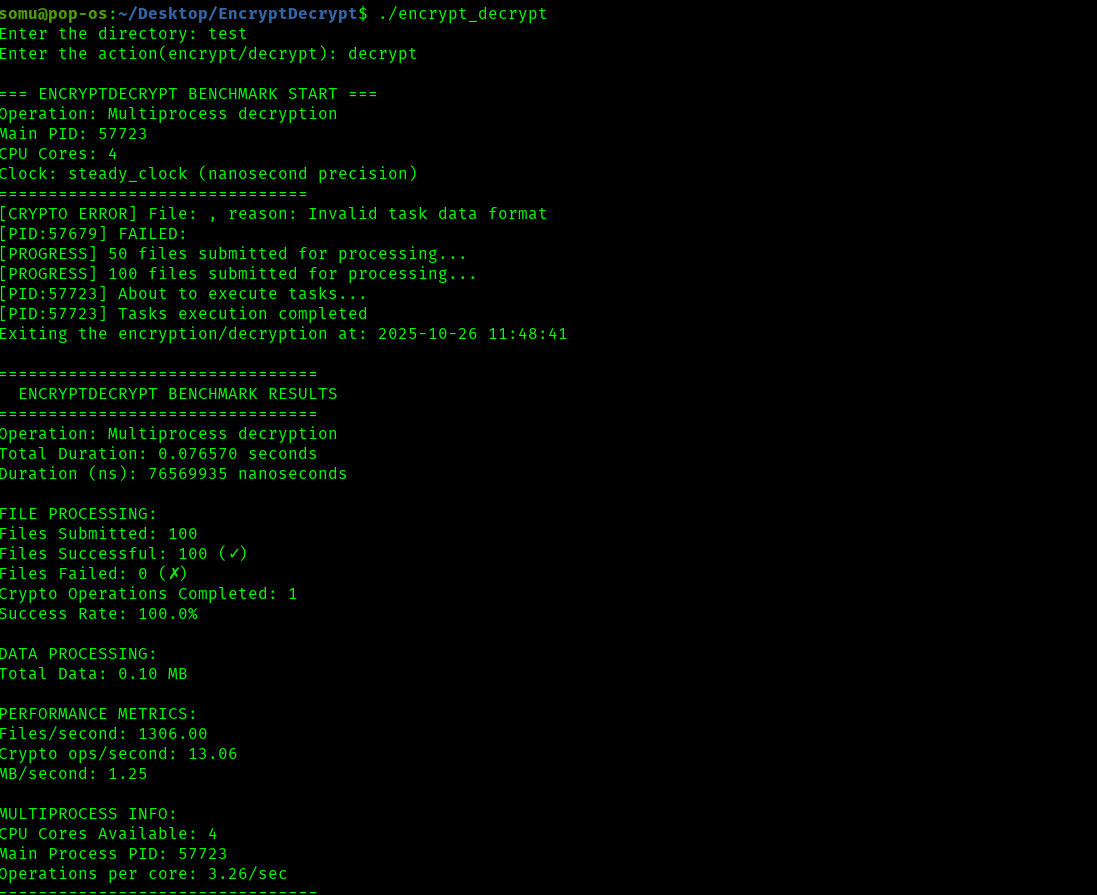 somu@pop-os:~/Desktop/EncryptDecrypt$ ./encrypt_decrypt
Enter the directory: test
Enter the action(encrypt/decrypt): decrypt
=== ENCRYPTDECRYPT BENCHMARK START ===
Operation: Multiprocess decryption
Main PID: 57723
CPU Cores: 4
Clock: steady_clock (nanosecond precision)
===============================
[CRYPTO ERROR] File: , reason: Invalid task data format
[PID:57679] FAILED:
[PROGRESS] 50 files submitted for processing...
[PROGRESS] 100 files submitted for processing...
[PID:57723] About to execute tasks...
[PID:57723] Tasks execution completed
Exiting the encryption/decryption at: 2025-10-26 11:48:41
================================
ENCRYPTDECRYPT BENCHMARK RESULTS
================================
Operation: Multiprocess decryption
Total Duration: 0.076570 seconds
Duration (ns): 76569935 nanoseconds
FILE PROCESSING:
Files Submitted: 100
Files Successful: 100 (✓)
Files Failed: 0 (✗)
Crypto Operations Completed: 1
Success Rate: 100.0%
DATA PROCESSING:
Total Data: 0.10 MB
PERFORMANCE METRICS:
Files/second: 1306.00
Crypto ops/second: 13.06
MB/second: 1.25
MULTIPROCESS INFO:
CPU Cores Available: 4
Main Process PID: 57723
Operations per core: 3.26/sec
================================